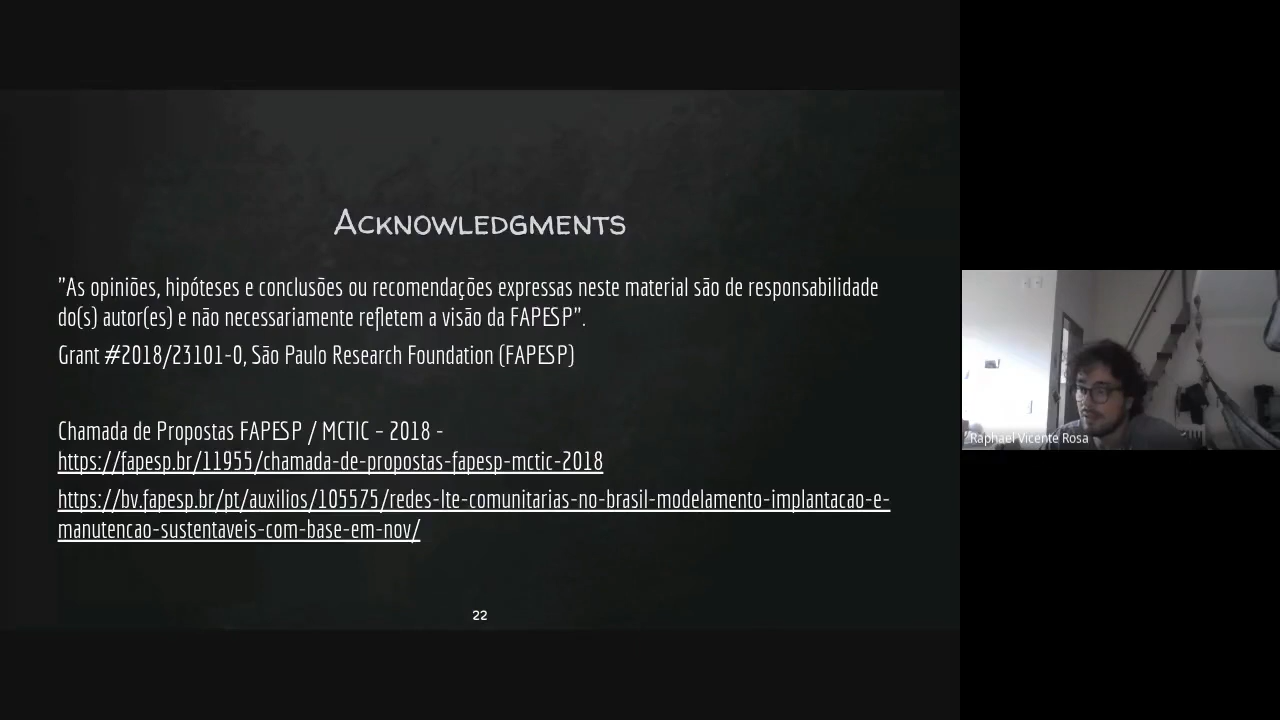 Acknowledgments
"As opiniões, hipóteses e conclusões ou recomendações expressas neste material são de responsabilidade
do(s) autor(es) e não necessariamente refletem a visão da FAPESP".
Grant #2018/23101-0, São Paulo Research Foundation (FAPESP)
Chamada de Propostas FAPESP / MCTIC – 2018 -
https://fapesp.br/11955/chamada-de-propostas-fapesp-mctic-2018
https://bv.fapesp.br/pt/auxilios/105575/redes-lte-comunitarias-no-brasil-modelamento-implantacao-e-
manutencao-sustentaveis-com-base-em-nov/
22
Raphael Vicente Rosa